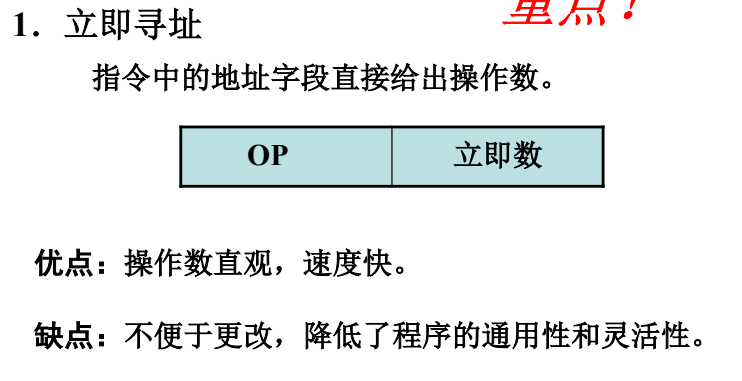 重点！
1．立即寻址
指令中的地址字段直接给出操作数。
OP 立即数
优点：操作数直观，速度快。
缺点：不便于更改，降低了程序的通用性和灵活性。